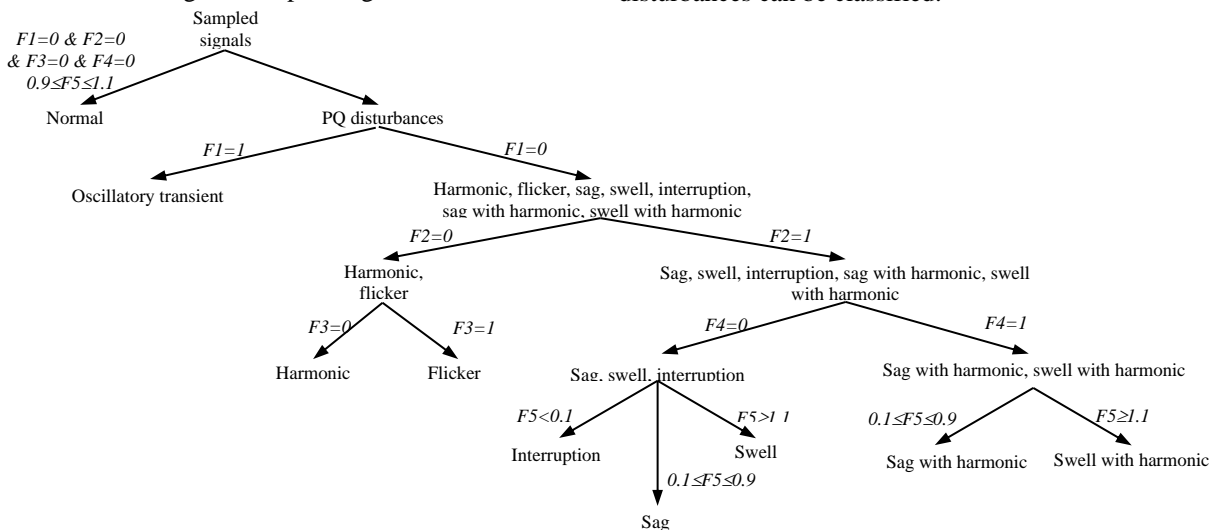 disturbances can be classified.
Sampled
signals
F1=0 & F2=0
& F3=0 & F4=0
0.9≤F5≤1.1
Normal
PQ disturbances
F1=1
F1=0
Oscillatory transient
Harmonic, flicker, sag, swell, interruption,
sag with harmonic, swell with harmonic
F2=0
F2=1
Harmonic,
flicker
Sag, swell, interruption, sag with harmonic, swell
with harmonic
F3=0
F3=1
F4=0
F4=1
Harmonic
Flicker
Sag, swell, interruption
Sag with harmonic, swell with harmonic
F5<0.1
F5>1.1
0.1≤F5≤0.9
F5≥1.1
Interruption
Swell
Sag with harmonic
Swell with harmonic
0.1≤F5≤0.9
Sag